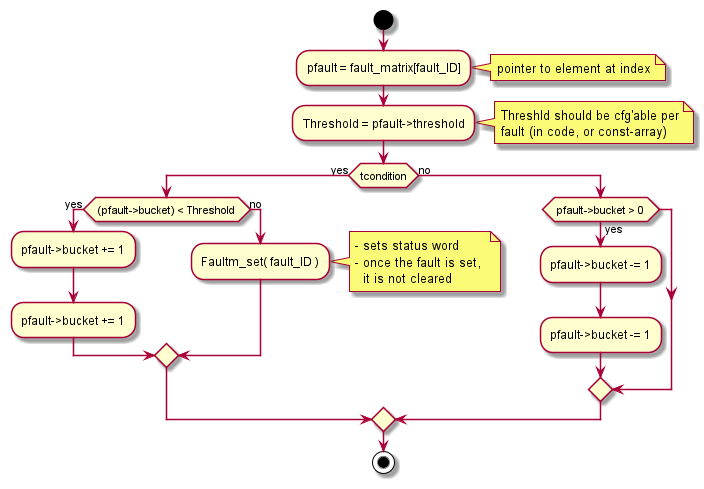 pfault = fault_matrix[fault_ID]
pointer to element at index
Threshold = pfault->threshold
Threshld should be cfg'able per
fault (in code, or const-array)
yes
tcondition
no
yes
(pfault->bucket) < Threshold
no
pfault->bucket > 0
yes
pfault->bucket += 1
Faultm_set( fault_ID )
- sets status word
- once the fault is set,
it is not cleared
pfault->bucket -= 1
pfault->bucket += 1
pfault->bucket -= 1